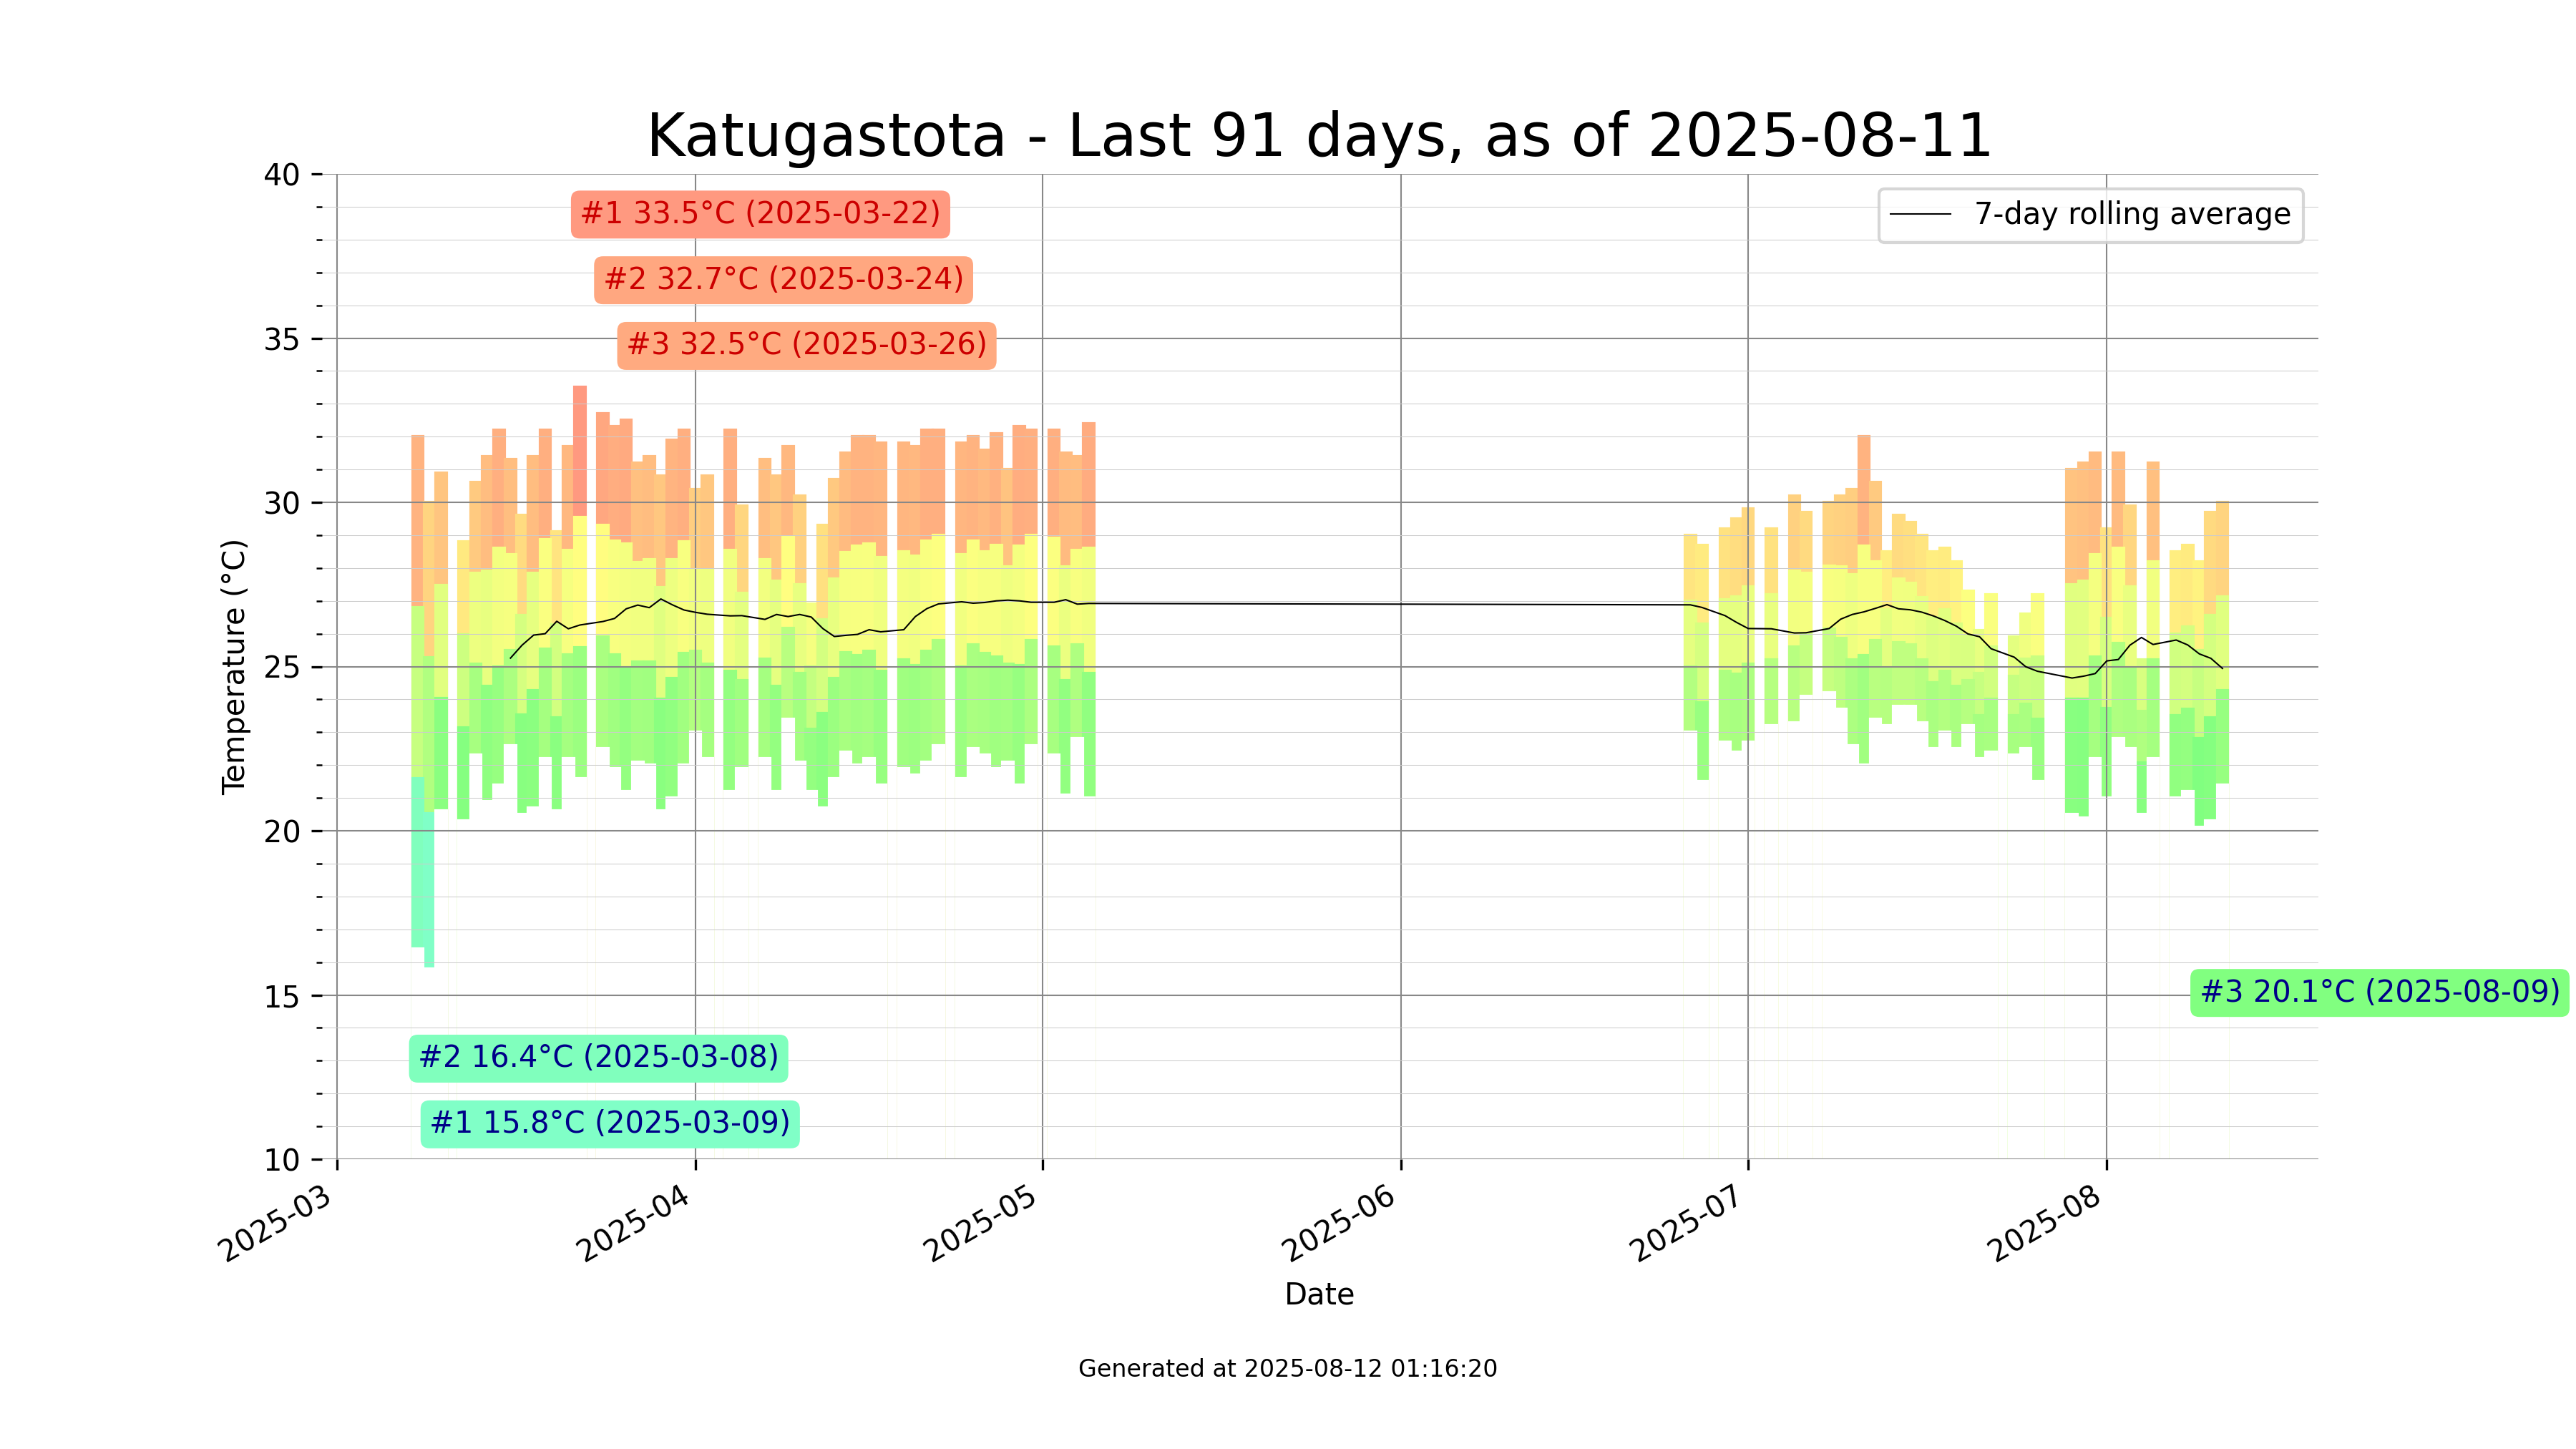 Katugastota - Last 91 days, as of 2025-08-11
#1 33.5°C (2025-03-22)
#2 32.7°C (2025-03-24)
#3 32.5°C (2025-03-26)
7-day rolling average
40
35
30
25
20
15
10
Temperature (°C)
#3 20.1°C (2025-08-09)
#2 16.4°C (2025-03-08)
#1 15.8°C (2025-03-09)
2025-03
2025-04
2025-05
2025-06
2025-07
2025-08
Date
Generated at 2025-08-12 01:16:20